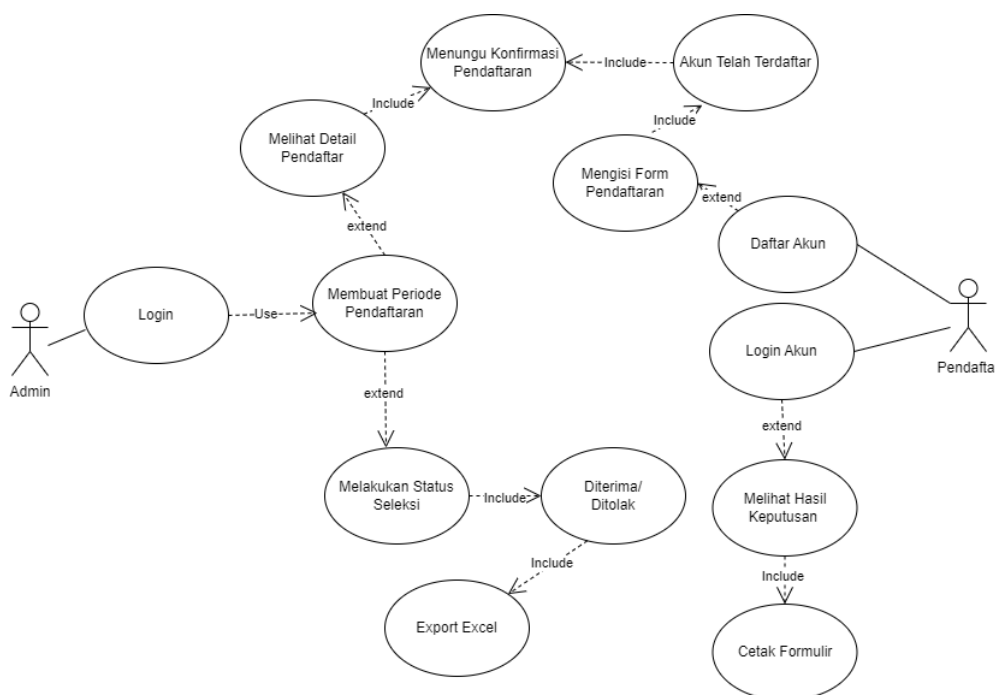 Menungu Konfirmasi
Pendaftaran
Include
Akun Telah Terdaftar
Include
Include
Melihat Detail
Pendaftar
Mengisi Form
Pendaftaran
extend
extend
Daftar Akun
Membuat Periode
Pendaftaran
Login
Use
Login Akun
Admin
Pendafta
extend
extend
Melakukan Status
Seleksi
Include
Diterima/
Ditolak
Melihat Hasil
Keputusan
Include
Include
Export Excel
Cetak Formulir